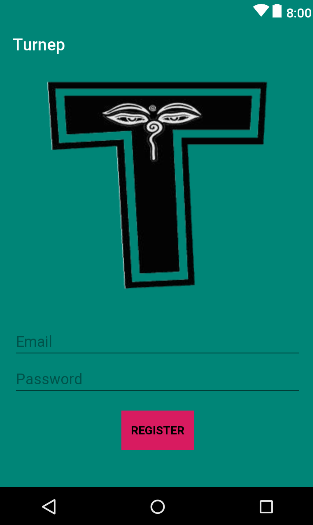 8:00
Turnep
T
Email
Password
REGISTER